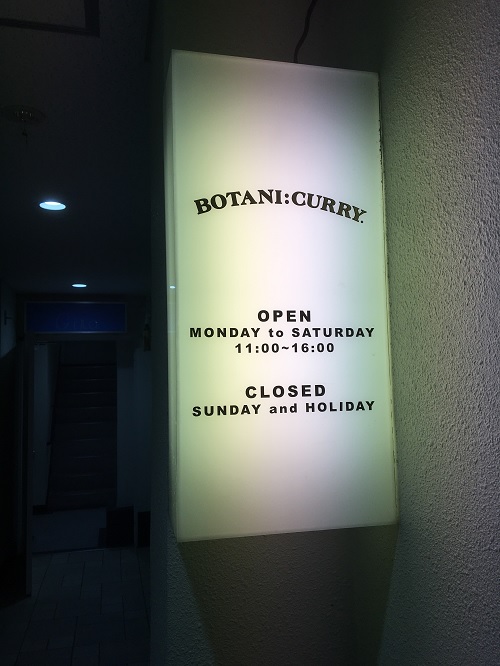 BOTANI:CURRY.
OPEN
MONDAY to SATURDAY
11:00~16:00
CLOSED
SUNDAY and HOLIDAY